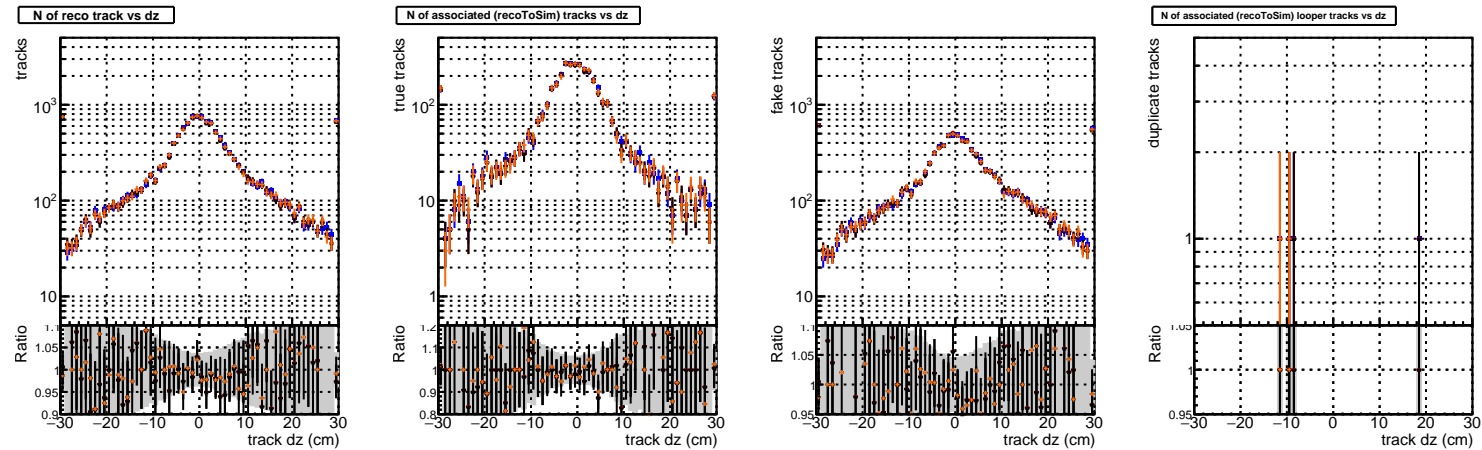 N of reco track vs dz
tracks
10³
10²
10
Ratio
1.1
1.05
1
0.95
0.9
−30 −20 −10 0 10 20 30
track dz (cm)
N of associated (recoToSim) tracks vs dz
true tracks
10²
10
1
Ratio
1.2
1.1
1
0.9
0.8
−30 −20 −10 0 10 20 30
track dz (cm)
fake tracks
10³
10²
10
Ratio
1.1
1.05
1
0.95
−30 −20 −10 0 10 20 30
track dz (cm)
N of associated (recoToSim) looper tracks vs dz
duplicate tracks
1
Ratio
1.05
1
0.95
−30 −20 −10 0 10 20 30
track dz (cm)